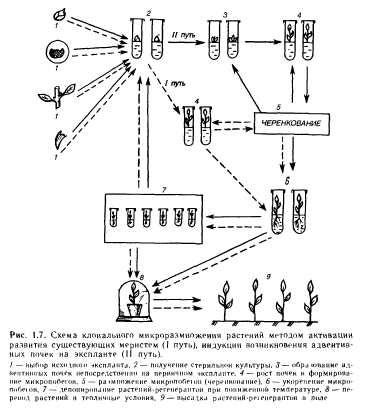 2
II путь
3
4
1
1
I путь
1
4
5
ЧЕРЕНКОВАНИЕ
1
6
7
8
9
Рис. 1.7. Схема клонального микроразмножения растений методом активации
развития существующих меристем (I путь), индукции возникновения адвентив-
ных почек на экспланте (II путь).
1 — выбор исходного экспланта, 2 — получение стерильной культуры, 3 — образование ад-
вентивных почек непосредственно на первичном экспланте, 4 — рост почек и формирова-
ние микропобегов, 5 — размножение микропобегов (черенкование), 6 — укоренение микро-
побегов, 7 — депонирование растений-регенерантов при пониженной температуре, 8 — пе-
ревод растений в тепличные условия, 9 — высадка растений-регенерантов в поле